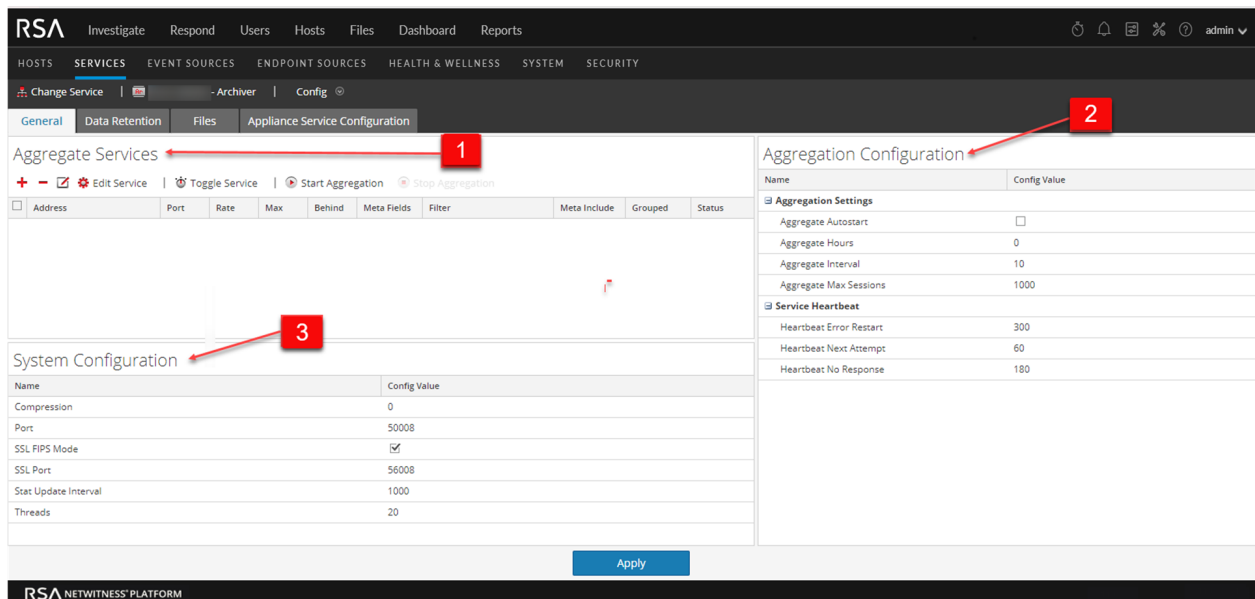 RSA Investigate Respond Users Hosts Files Dashboard Reports admin
HOSTS SERVICES EVENT SOURCES ENDPOINT SOURCES HEALTH & WELLNESS SYSTEM SECURITY
Change Service | - Archiver | Config
General Data Retention Files Appliance Service Configuration
1
2
Aggregate Services
Edit Service | Toggle Service | Start Aggregation Stop Aggregation
Address Port Rate Max Behind Meta Fields Filter Meta Include Grouped Status
Aggregation Configuration
Name Config Value
Aggregation Settings
Aggregate Autostart
Aggregate Hours 0
Aggregate Interval 10
Aggregate Max Sessions 1000
Service Heartbeat
Heartbeat Error Restart 300
Heartbeat Next Attempt 60
Heartbeat No Response 180
3
System Configuration
Name Config Value
Compression 0
Port 50008
SSL FIPS Mode
SSL Port 56008
Stat Update Interval 1000
Threads 20
Apply
RSA NETWITNESS® PLATFORM